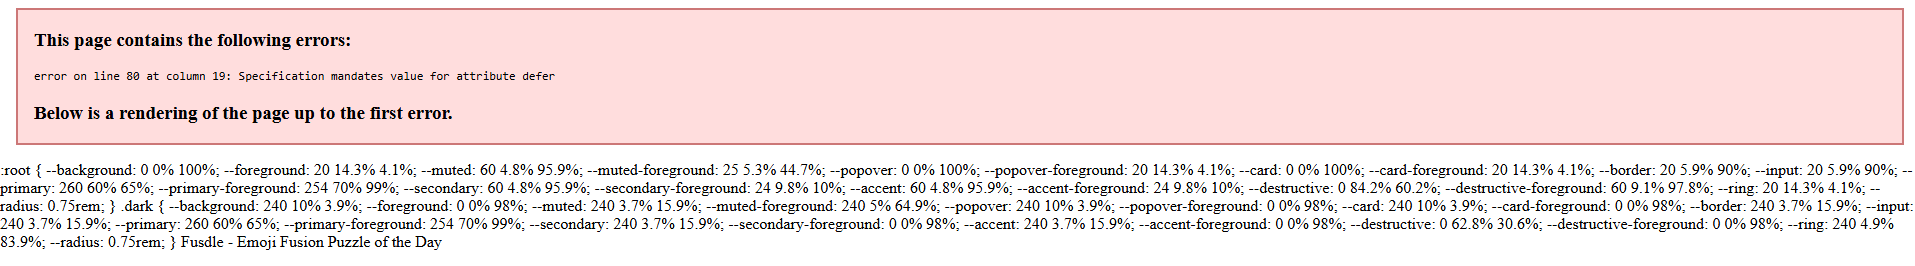 This page contains the following errors:
error on line 80 at column 19: Specification mandates value for attribute defer
Below is a rendering of the page up to the first error.
:root { --background: 0 0% 100%; --foreground: 20 14.3% 4.1%; --muted: 60 4.8% 95.9%; --muted-foreground: 25 5.3% 44.7%; --popover: 0 0% 100%; --popover-foreground: 20 14.3% 4.1%; --card: 0 0% 100%; --card-foreground: 20 14.3% 4.1%; --border: 20 5.9% 90%; --input: 20 5.9% 90%; --
primary: 260 60% 65%; --primary-foreground: 254 70% 99%; --secondary: 60 4.8% 95.9%; --secondary-foreground: 24 9.8% 10%; --accent: 60 4.8% 95.9%; --accent-foreground: 24 9.8% 10%; --destructive: 0 84.2% 60.2%; --destructive-foreground: 60 9.1% 97.8%; --ring: 20 14.3% 4.1%; --
radius: 0.75rem; } .dark { --background: 240 10% 3.9%; --foreground: 0 0% 98%; --muted: 240 3.7% 15.9%; --muted-foreground: 240 5% 64.9%; --popover: 240 10% 3.9%; --popover-foreground: 0 0% 98%; --card: 240 10% 3.9%; --card-foreground: 0 0% 98%; --border: 240 3.7% 15.9%; --input:
240 3.7% 15.9%; --primary: 260 60% 65%; --primary-foreground: 254 70% 99%; --secondary: 240 3.7% 15.9%; --secondary-foreground: 0 0% 98%; --accent: 240 3.7% 15.9%; --accent-foreground: 0 0% 98%; --destructive: 0 62.8% 30.6%; --destructive-foreground: 0 0% 98%; --ring: 240 4.9%
83.9%; --radius: 0.75rem; } Fusdle - Emoji Fusion Puzzle of the Day